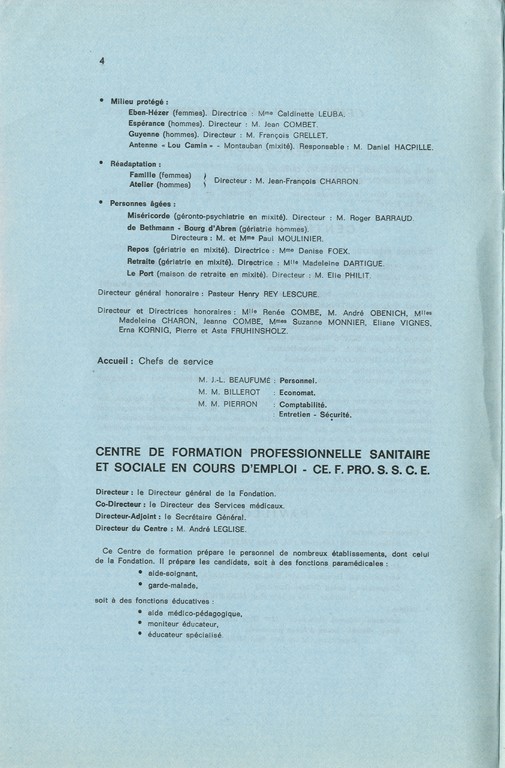 4
• Milieu protégé :
Eben-Hézer (femmes). Directrice : Mme Caldinette LEUBA.
Espérance (hommes). Directeur : M. Jean COMBET.
Guyenne (hommes). Directeur : M. François GRELLET.
Antenne « Lou Camin » - Montauban (mixité). Responsable : M. Daniel HACPILLE.
• Réadaptation :
Famille (femmes)
Atelier (hommes) } Directeur : M. Jean-François CHARRON.
• Personnes âgées :
Miséricorde (géronto-psychiatrie en mixité). Directeur : M. Roger BARRAUD.
de Bethmann - Bourg d'Abren (gériatrie hommes).
Directeurs : M. et Mme Paul MOULINIER.
Repos (gériatrie en mixité). Directrice : Mme Denise FOEX.
Retraite (gériatrie en mixité). Directrice : Mlle Madeleine DARTIGUE.
Le Port (maison de retraite en mixité). Directeur : M. Elie PHILIT.
Directeur général honoraire : Pasteur Henry REY LESCURE.
Directeur et Directrices honoraires : Mlle Renée COMBE, M. André OBENICH, Mlles
Madeleine CHARON, Jeanne COMBE, Mmes Suzanne MONNIER, Eliane VIGNES,
Erna KORNIG, Pierre et Asta FRUHINSHOLZ.
Accueil : Chefs de service
M. J.-L. BEAUFUMÉ : Personnel.
M. M. BILLEROT : Economat.
M. M. PIERRON : Comptabilité.
: Entretien - Sécurité.
CENTRE DE FORMATION PROFESSIONNELLE SANITAIRE
ET SOCIALE EN COURS D'EMPLOI - CE. F. PRO. S. S. C. E.
Directeur : le Directeur général de la Fondation.
Co-Directeur : le Directeur des Services médicaux.
Directeur-Adjoint : le Secrétaire Général.
Directeur du Centre : M. André LEGLISE.
Ce Centre de formation prépare le personnel de nombreux établissements, dont celui
de la Fondation. Il prépare les candidats, soit à des fonctions paramédicales :
• aide-soignant,
• garde-malade,
soit à des fonctions éducatives :
• aide médico-pédagogique,
• moniteur éducateur,
• éducateur spécialisé.